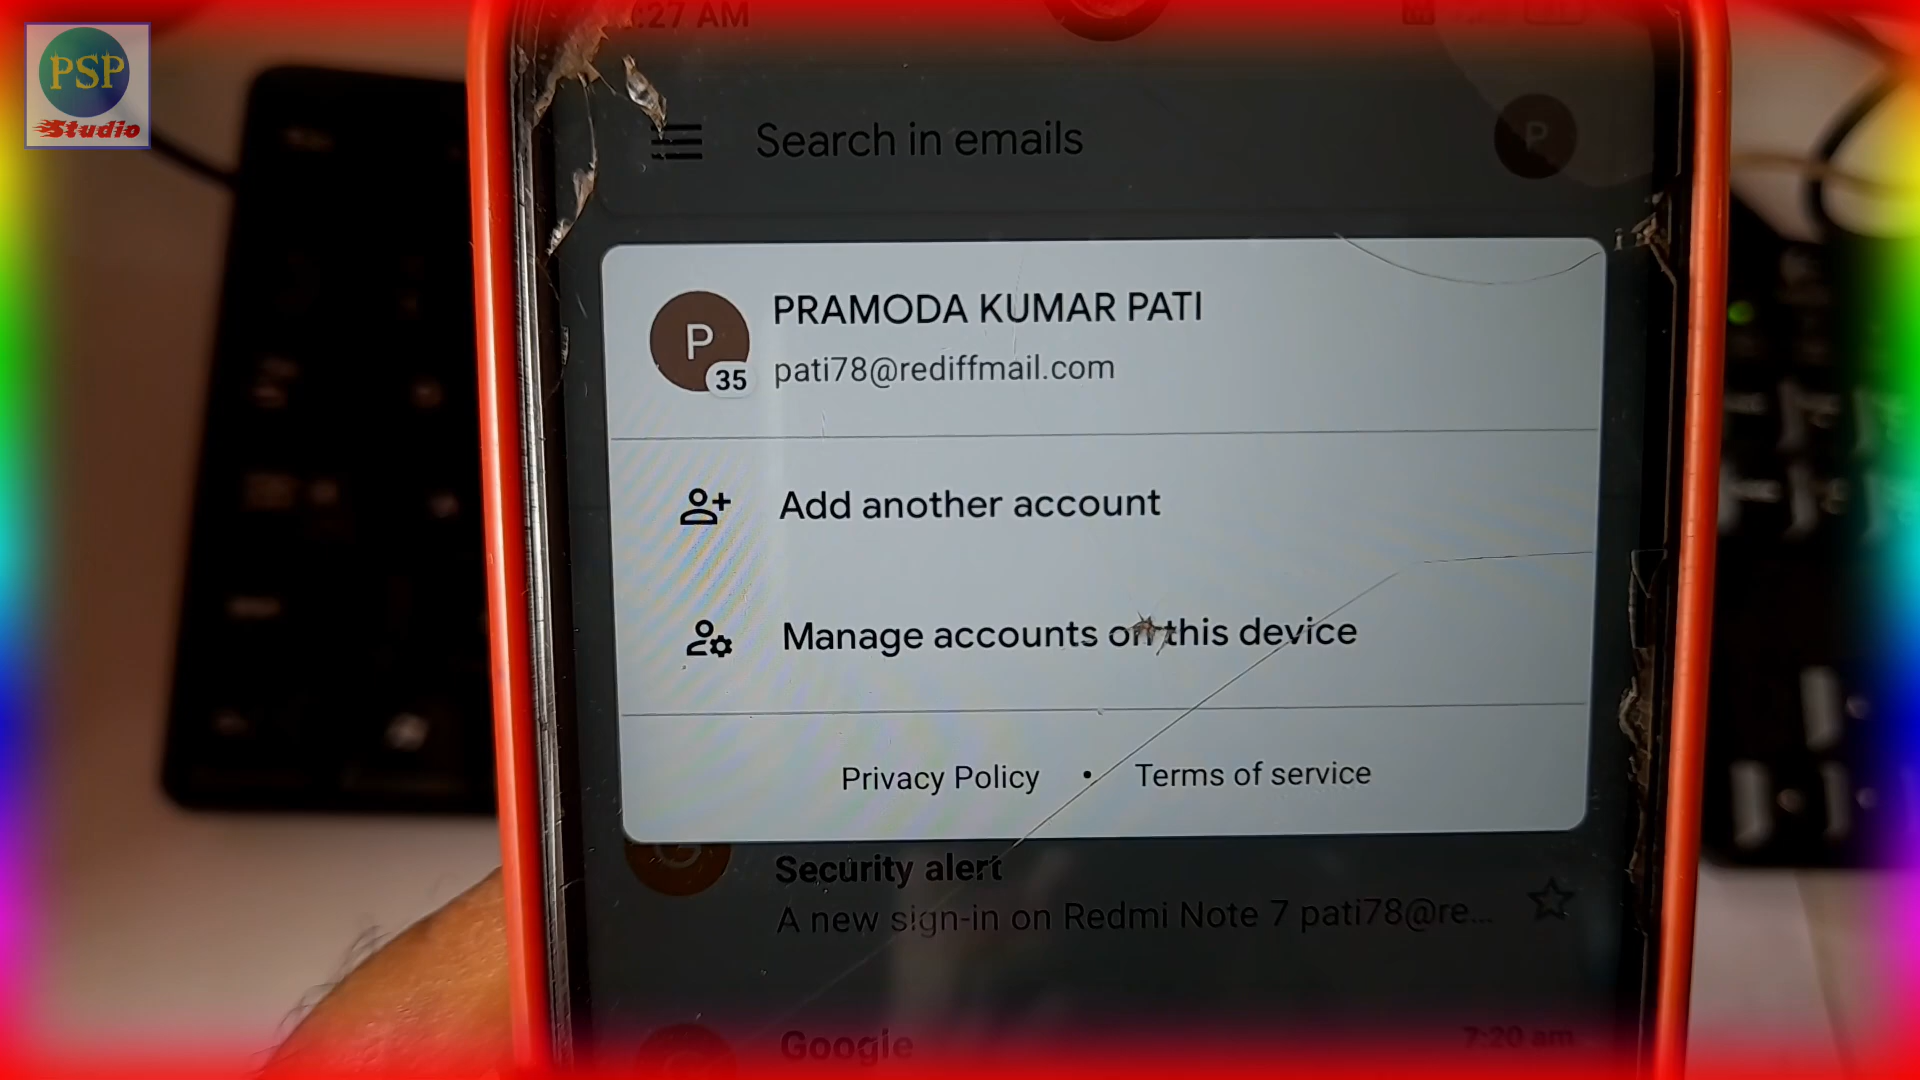 PSP
Studio
:27 AM
Search in emails
P
PRAMODA KUMAR PATI
P
35
pati78@rediffmail.com
Add another account
Manage accounts on this device
Privacy Policy • Terms of service
Security alert
A new sign-in on Redmi Note 7 pati78@re...
Google
7:20 am